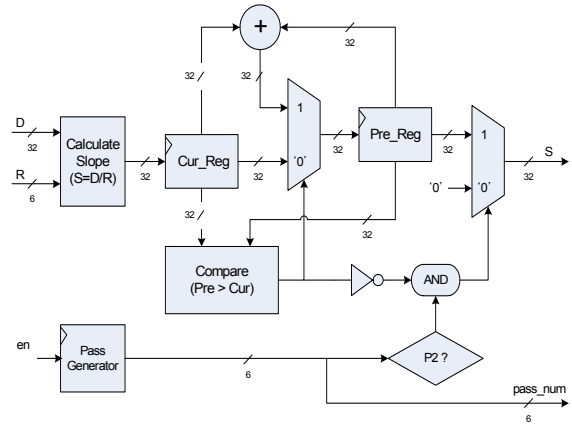 +
32
32
32
D
32
R
6
Calculate
Slope
(S=D/R)
32
Cur_Reg
32
1
'0'
32
Pre_Reg
32
1
'0'
'0'
S
32
32
32
Compare
(Pre > Cur)
AND
en
Pass
Generator
6
P2 ?
pass_num
6